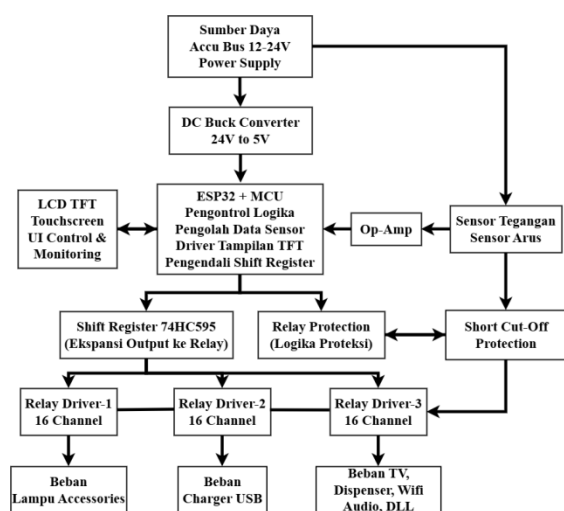 Sumber Daya
Accu Bus 12-24V
Power Supply
DC Buck Converter
24V to 5V
LCD TFT
Touchscreen
UI Control &
Monitoring
ESP32 + MCU
Pengontrol Logika
Pengolah Data Sensor
Driver Tampilan TFT
Pengendali Shift Register
Op-Amp
Sensor Tegangan
Sensor Arus
Shift Register 74HC595
(Ekspansi Output ke Relay)
Relay Protection
(Logika Proteksi)
Short Cut-Off
Protection
Relay Driver-1
16 Channel
Relay Driver-2
16 Channel
Relay Driver-3
16 Channel
Beban
Lampu Accessories
Beban
Charger USB
Beban TV,
Dispenser, Wifi
Audio, DLL